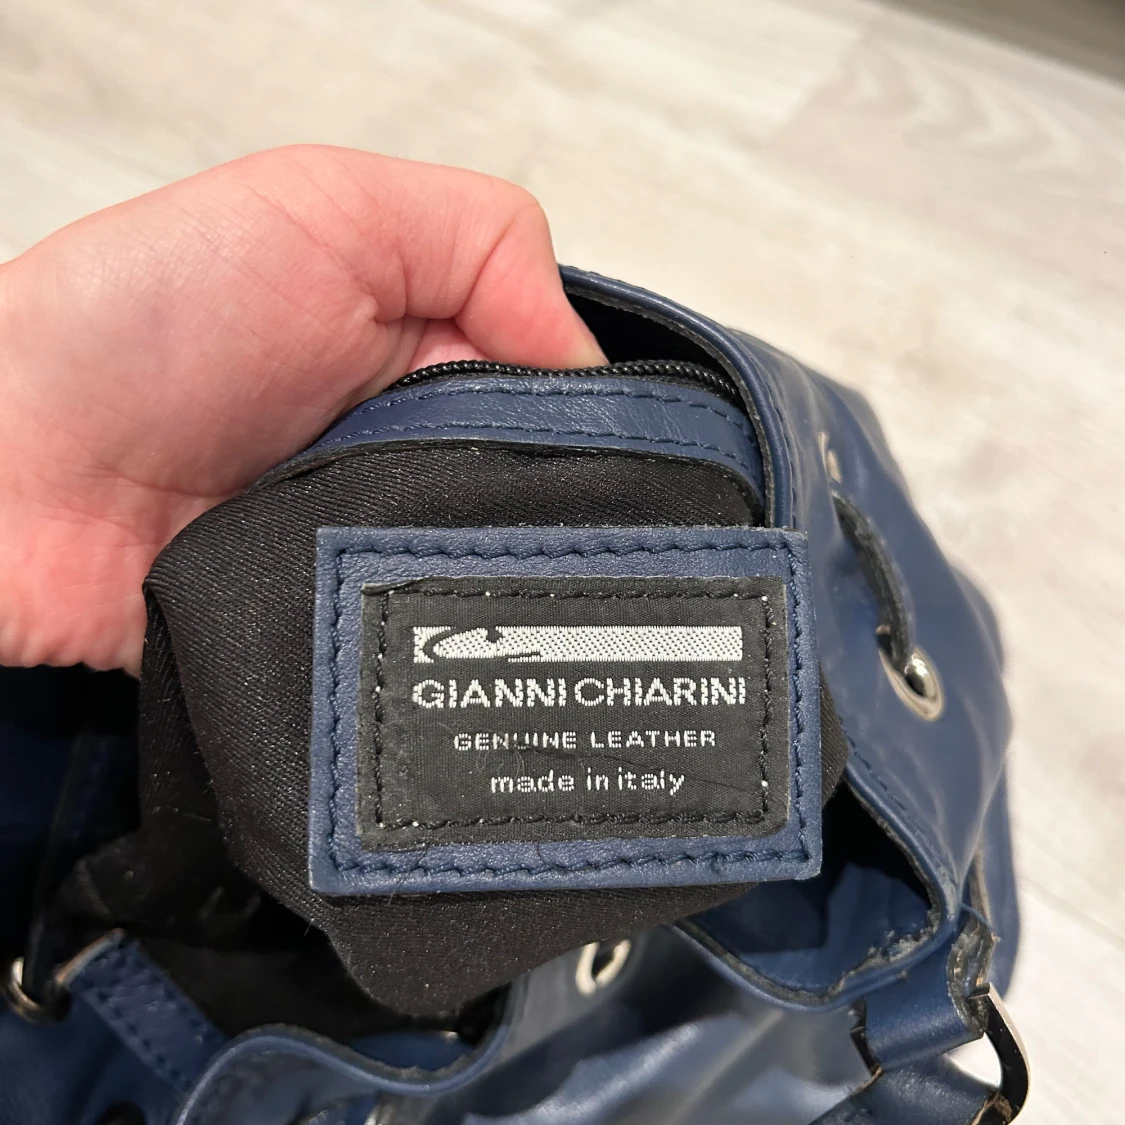 GIANNI CHIARINI
GENUINE LEATHER
made in italy